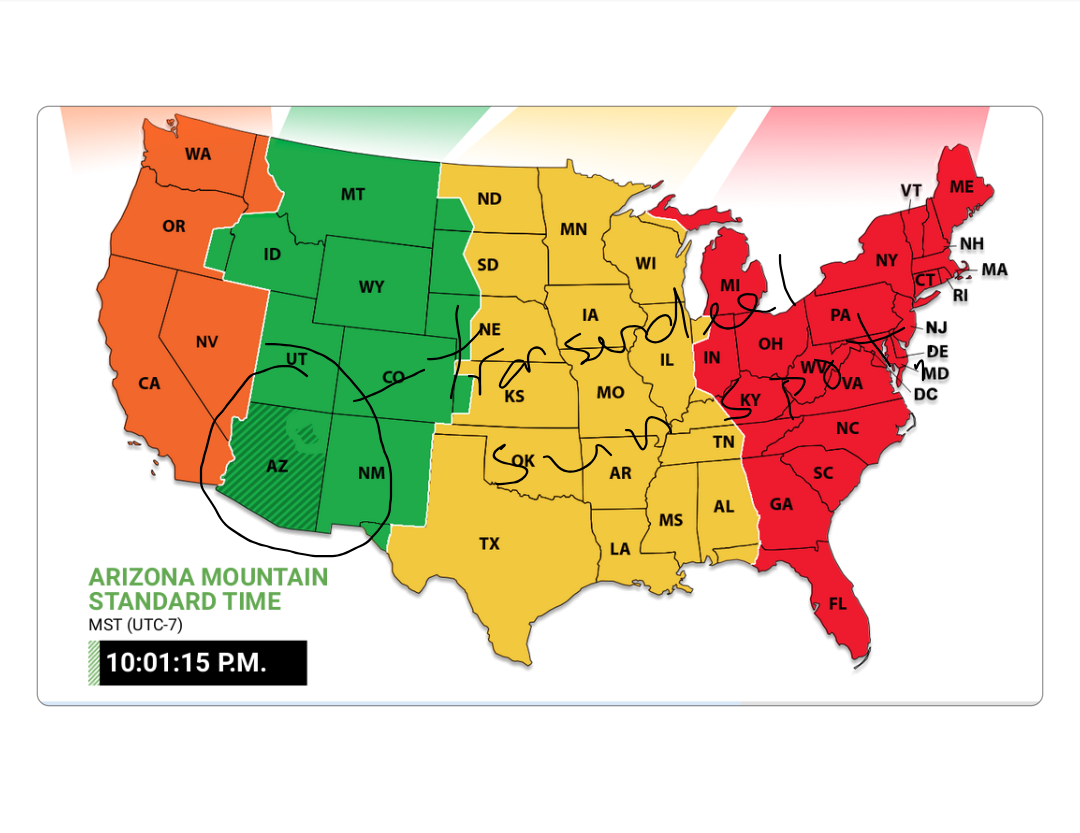 WA
MT
ND
MN
VT
ME
OR
ID
SD
WI
NY
NH
MA
WY
MI
CT
RI
NV
NE
IA
PA
NJ
UT
IL
IN
OH
DE
CA
CO
KS
MO
WV
VA
MD
KY
DC
NC
AZ
NM
OK
AR
TN
SC
TX
MS
AL
GA
LA
FL
sun
ARIZONA MOUNTAIN
STANDARD TIME
MST (UTC-7)
10:01:15 P.M.